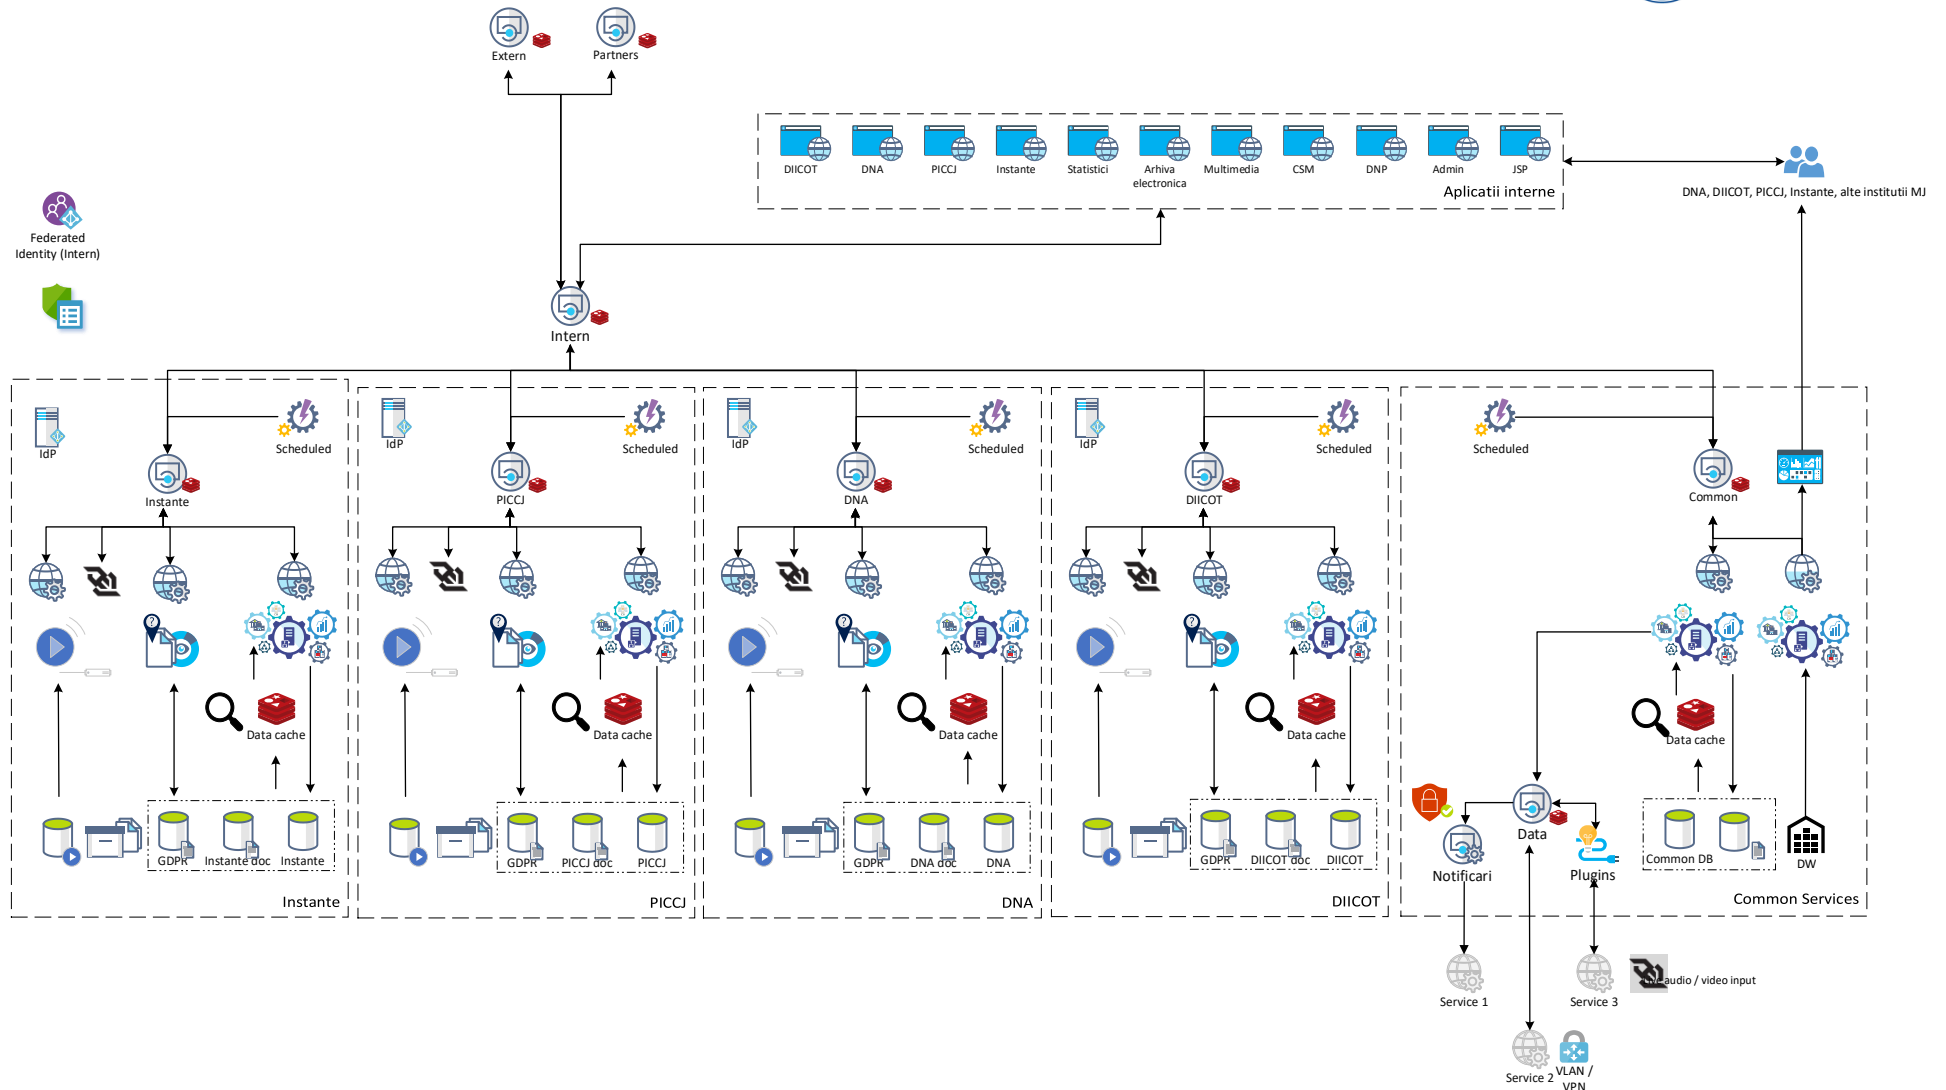 Extern
Partners
DIICOT
DNA
PICCJ
Instante
Statistici
Arhiva
electronica
Multimedia
CSM
DNP
Admin
JSP
Aplicatii interne
DNA, DIICOT, PICCJ, Instante, alte institutii MJ
Federated
Identity (Intern)
Intern
IdP
Scheduled
Instante
Data cache
GDPR
Instante doc
Instante
Instante
IdP
Scheduled
PICCJ
Data cache
GDPR
PICCJ doc
PICCJ
PICCJ
IdP
Scheduled
DNA
Data cache
GDPR
DNA doc
DNA
DNA
IdP
Scheduled
DIICOT
Data cache
GDPR
DIICOT doc
DIICOT
DIICOT
Scheduled
Common
Data cache
Data
Notificari
Plugins
Common DB
DW
Common Services
Service 1
Service 3
audio / video input
Service 2
VLAN /
VPN